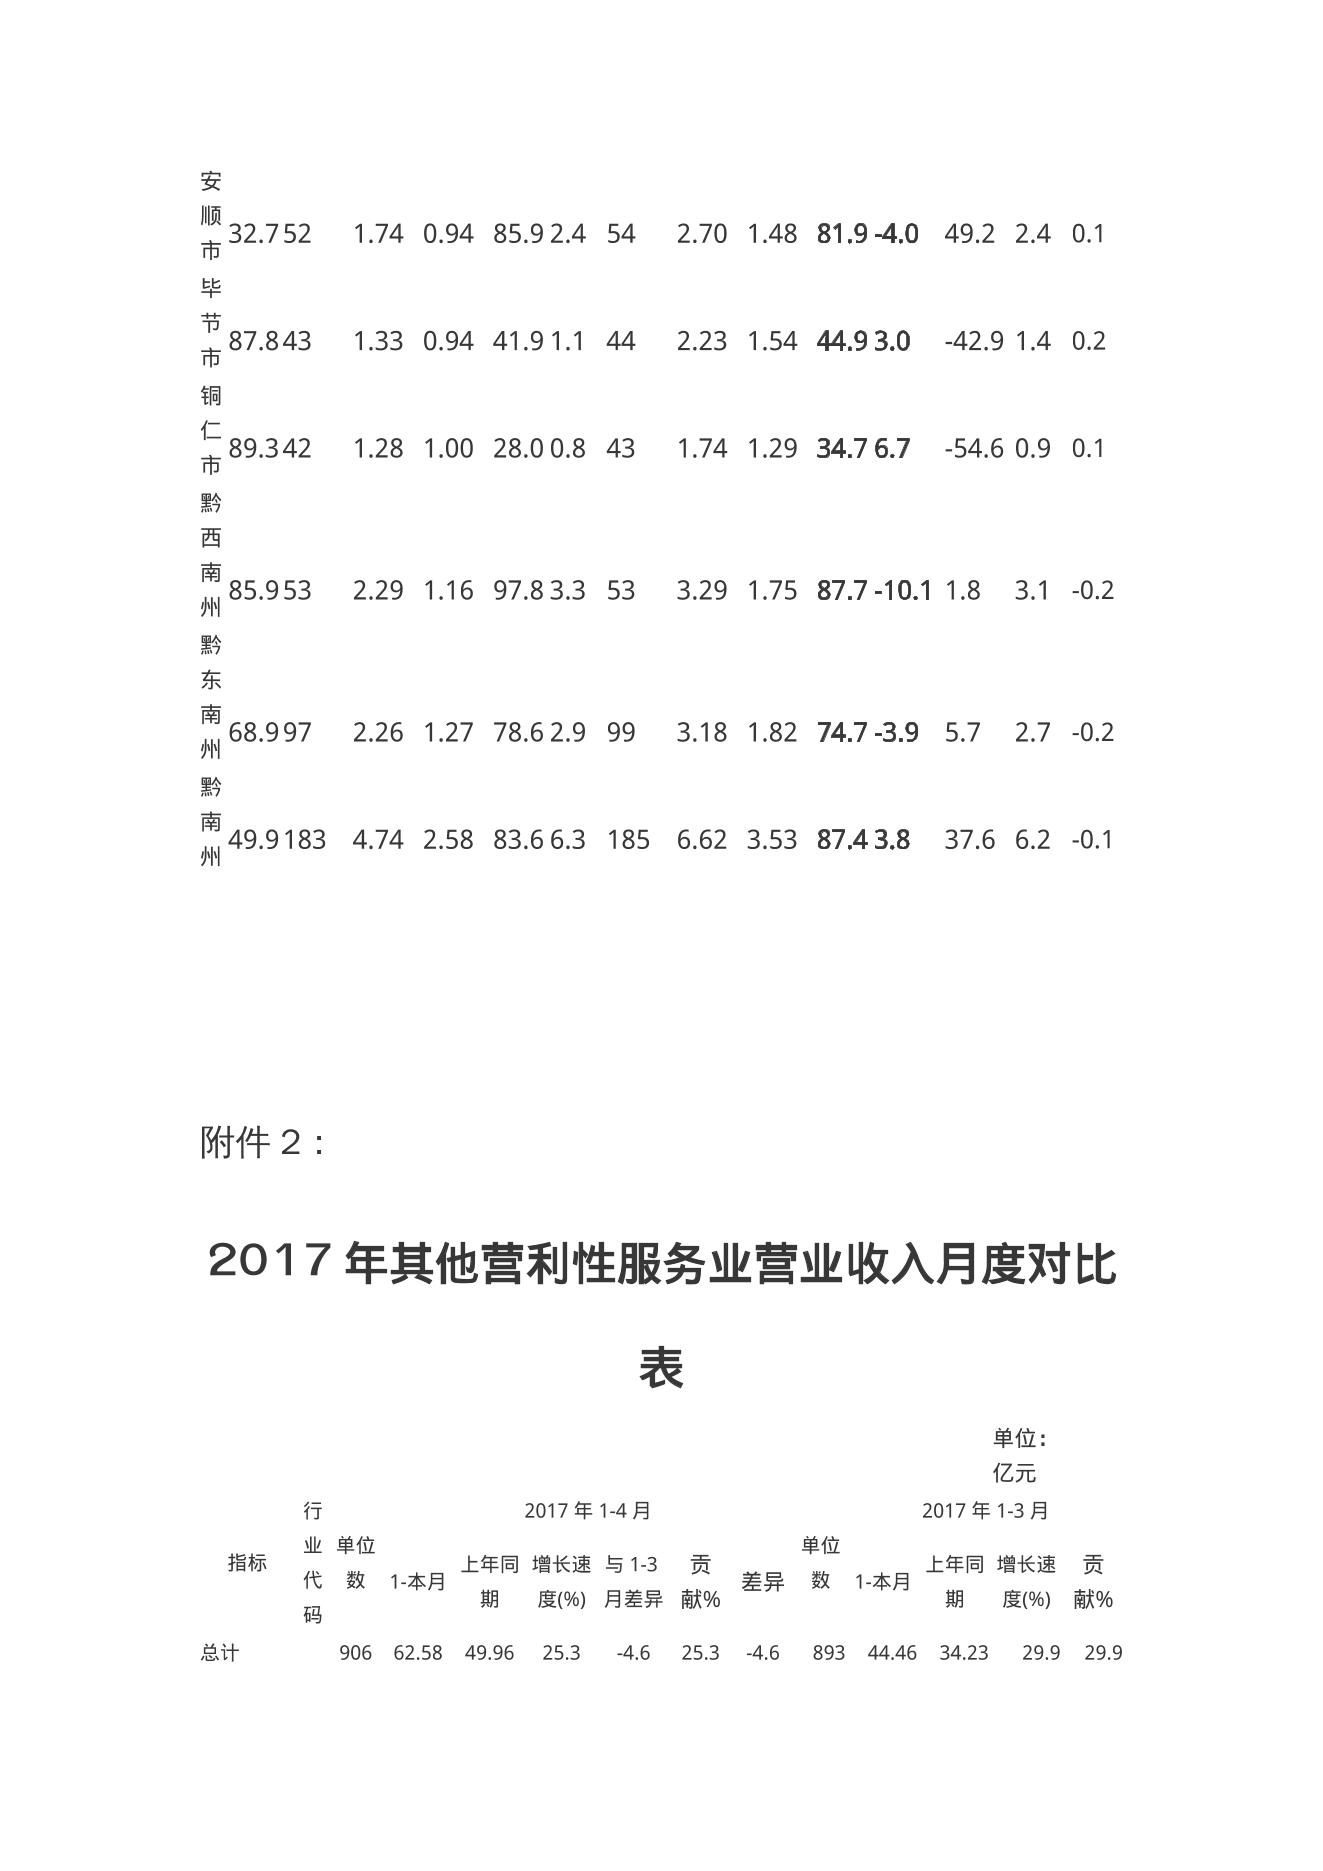 安顺市 32.7 52 1.74 0.94 85.9 2.4 54 2.70 1.48 81.9 -4.0 49.2 2.4 0.1
毕节市 87.8 43 1.33 0.94 41.9 1.1 44 2.23 1.54 44.9 3.0 -42.9 1.4 0.2
铜仁市 89.3 42 1.28 1.00 28.0 0.8 43 1.74 1.29 34.7 6.7 -54.6 0.9 0.1
黔西南州 85.9 53 2.29 1.16 97.8 3.3 53 3.29 1.75 87.7 -10.1 1.8 3.1 -0.2
黔东南州 68.9 97 2.26 1.27 78.6 2.9 99 3.18 1.82 74.7 -3.9 5.7 2.7 -0.2
黔南州 49.9 183 4.74 2.58 83.6 6.3 185 6.62 3.53 87.4 3.8 37.6 6.2 -0.1
附件 2：
2017 年其他营利性服务业营业收入月度对比
表
单位：
亿元
指标 行业代码 单位数 2017 年 1-4 月 单位数 2017 年 1-3 月
1-本月 上年同期 增长速度(%) 与 1-3 月差异 贡献% 差异 1-本月 上年同期 增长速度(%) 贡献%
总计 906 62.58 49.96 25.3 -4.6 25.3 -4.6 893 44.46 34.23 29.9 29.9